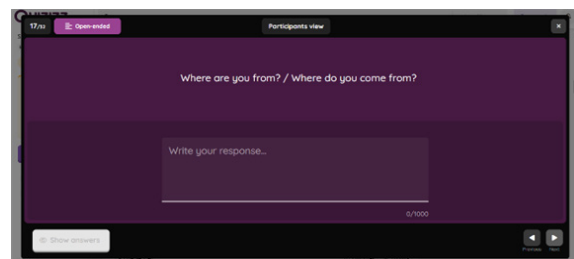 17/53 Open-ended Participants view
Where are you from? / Where do you come from?
Write your response...
0/1000
Show answers
Previous Next